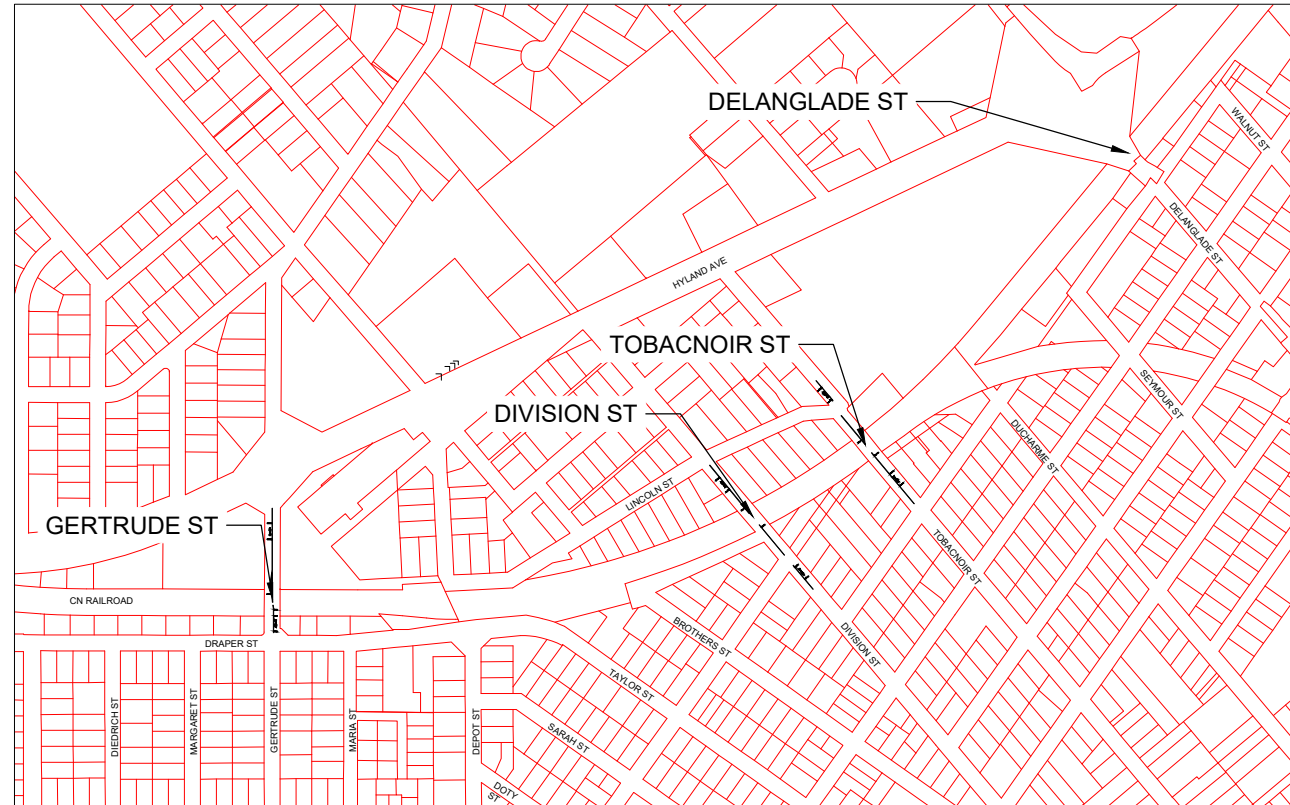 DELANGLADE ST
WALNUT ST
DELANGLADE ST
HYLAND AVE
TOBACNOIR ST
DIVISION ST
SEYMOUR ST
DUCHARME ST
LINCOLN ST
GERTRUDE ST
TOBACNOIR ST
CN RAILROAD
DRAPER ST
BROTHERS ST
DIVISION ST
TAYLOR ST
DIEDRICH ST
MARGARET ST
GERTRUDE ST
MARIA ST
DEPOT ST
SARAH ST
DOTY
ST